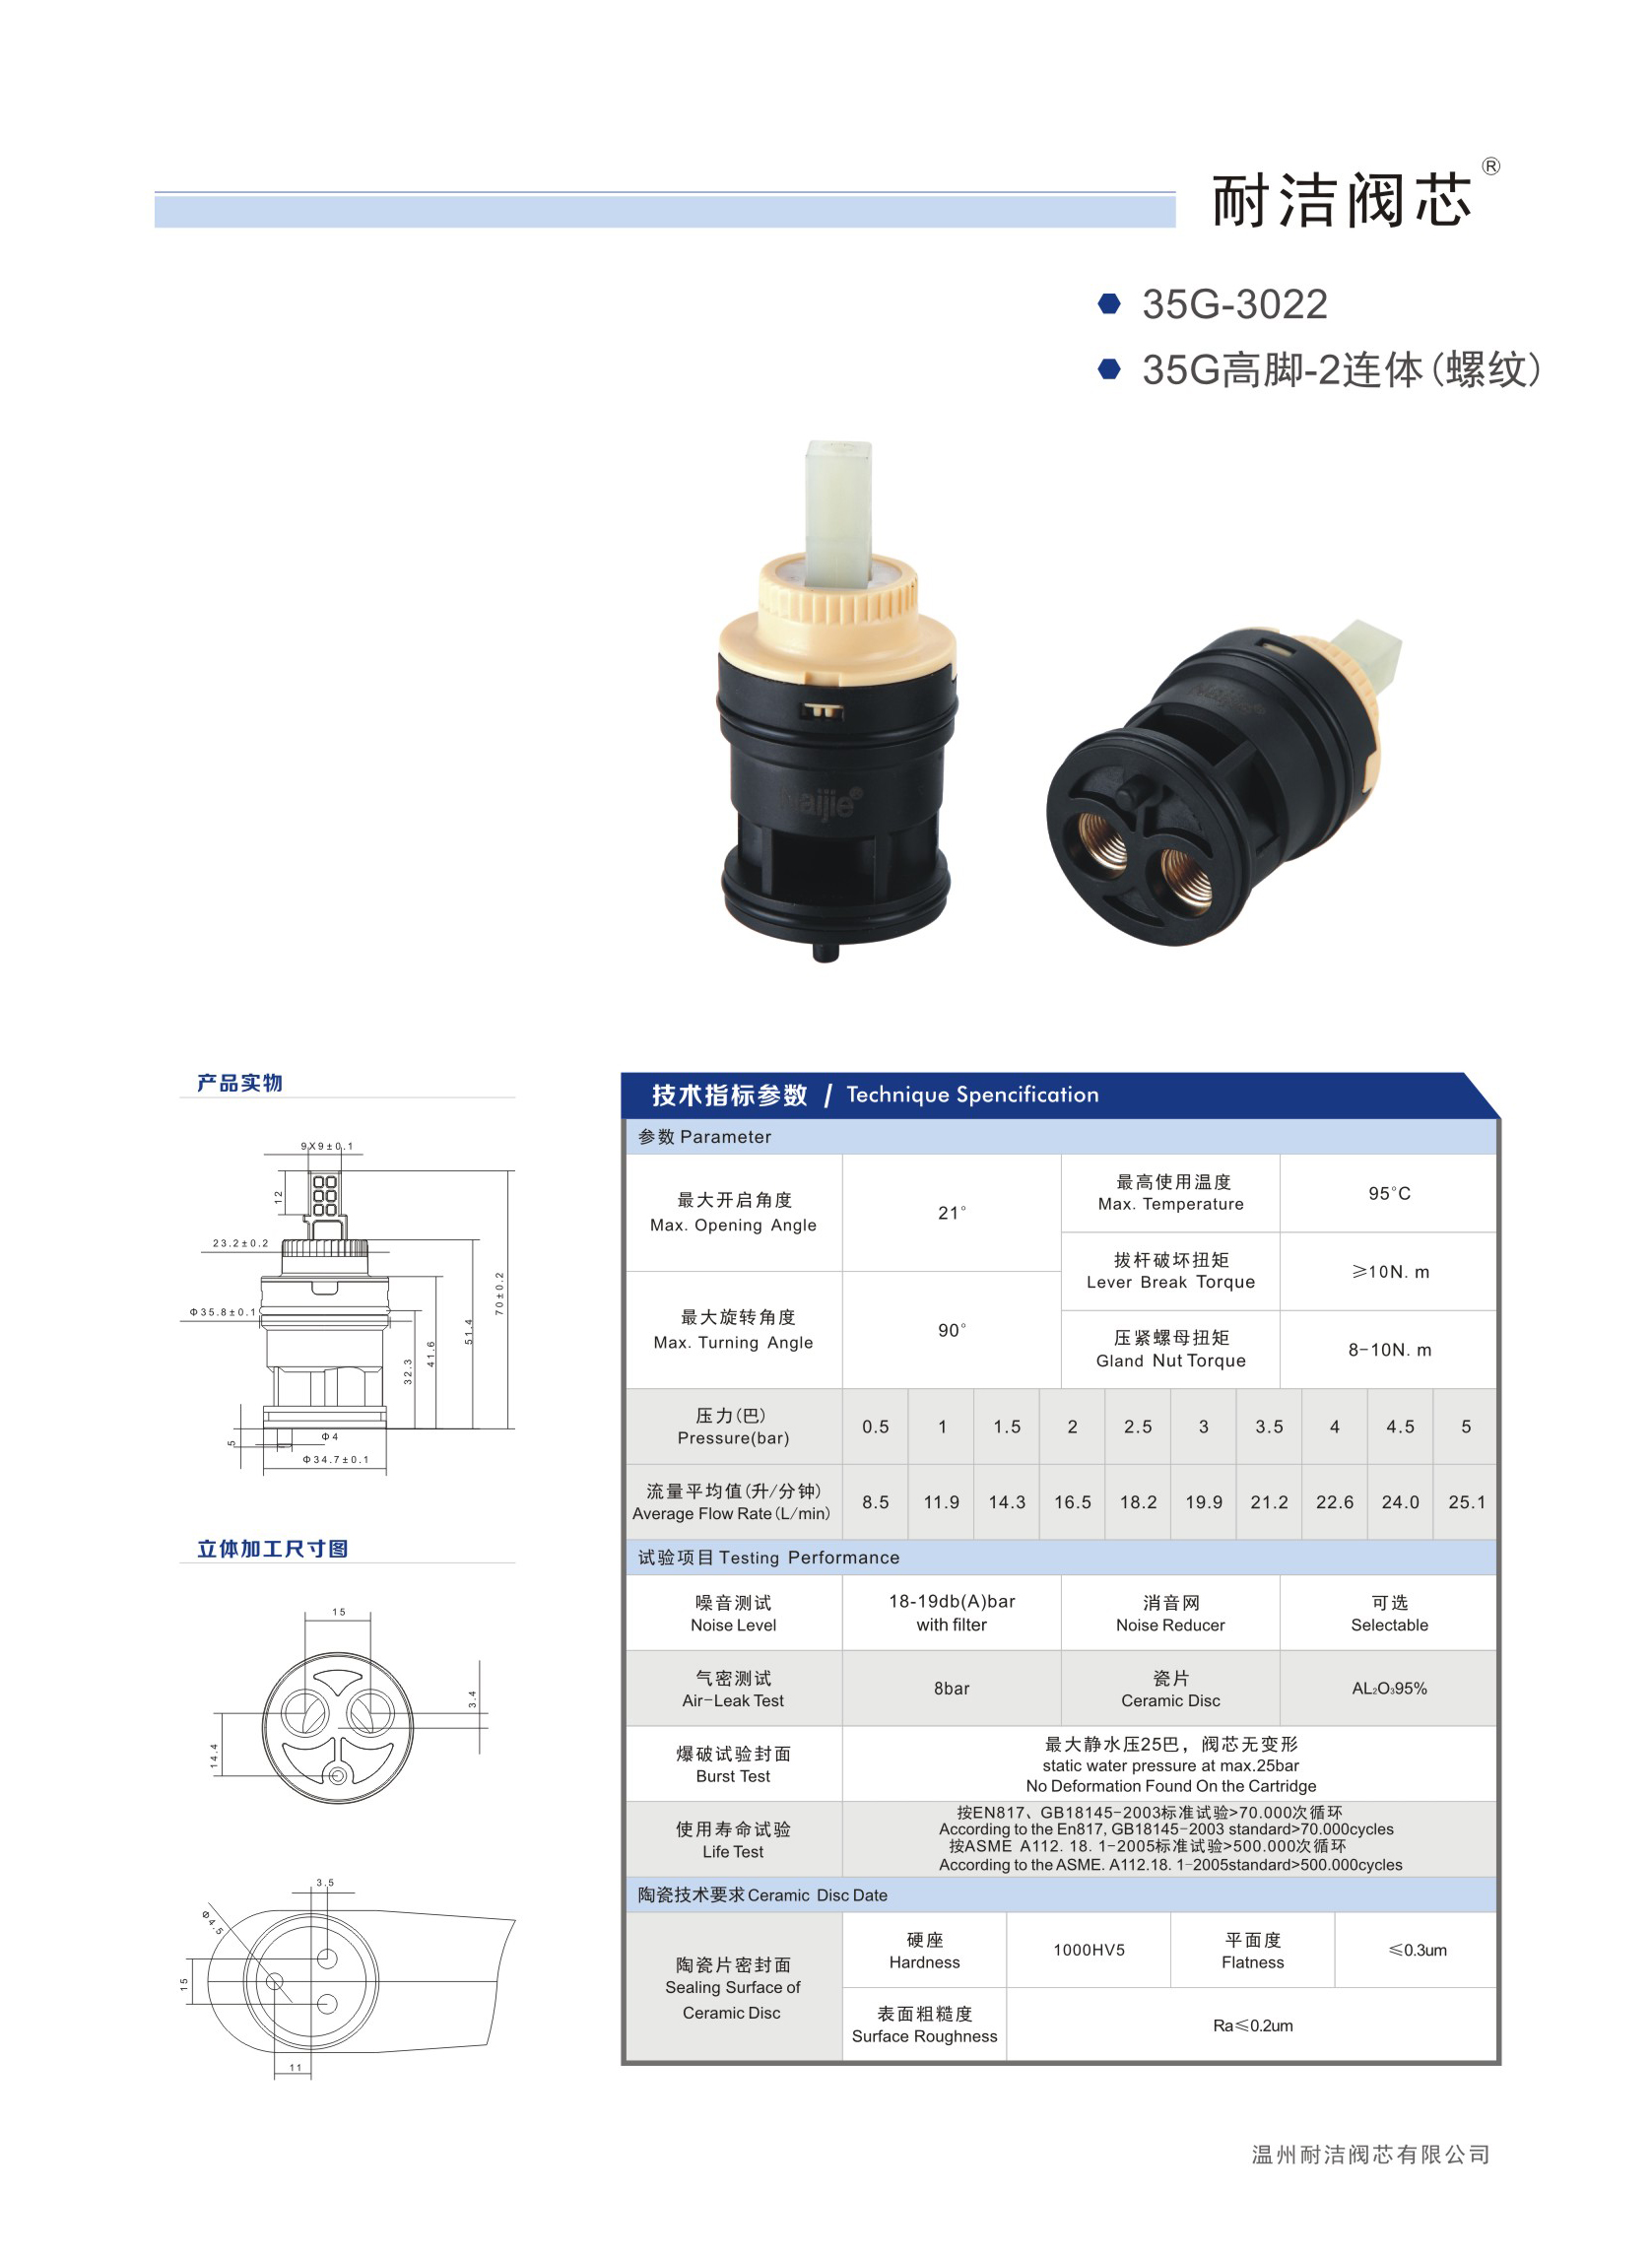 耐洁阀芯®
35G-3022
35G高脚-2连体(螺纹)
Naijie®
Naijie®
产品实物
9X9±0.1
12
23.2±0.2
Φ35.8±0.1
32.3
41.6
51.4
70±0.2
5
Φ4
Φ34.7±0.1
立体加工尺寸图
15
3.4
14.4
3.5
Φ4.5
15
11
技术指标参数 / Technique Spencification
参数 Parameter
最大开启角度
Max. Opening Angle
21°
最高使用温度
Max. Temperature
95°C
拔杆破坏扭矩
Lever Break Torque
≥10N. m
最大旋转角度
Max. Turning Angle
90°
压紧螺母扭矩
Gland Nut Torque
8-10N. m
压力(巴)
Pressure(bar)
0.5 1 1.5 2 2.5 3 3.5 4 4.5 5
流量平均值(升/分钟)
Average Flow Rate(L/min)
8.5 11.9 14.3 16.5 18.2 19.9 21.2 22.6 24.0 25.1
试验项目 Testing Performance
噪音测试
Noise Level
18-19db(A)bar
with filter
消音网
Noise Reducer
可选
Selectable
气密测试
Air-Leak Test
8bar
瓷片
Ceramic Disc
AL₂O₃95%
爆破试验封面
Burst Test
最大静水压25巴，阀芯无变形
static water pressure at max.25bar
No Deformation Found On the Cartridge
使用寿命试验
Life Test
按EN817、GB18145-2003标准试验>70.000次循环
According to the En817, GB18145-2003 standard>70.000cycles
按ASME A112. 18. 1-2005标准试验>500.000次循环
According to the ASME. A112.18. 1-2005standard>500.000cycles
陶瓷技术要求 Ceramic Disc Date
陶瓷片密封面
Sealing Surface of
Ceramic Disc
硬座
Hardness
1000HV5
平面度
Flatness
≤0.3um
表面粗糙度
Surface Roughness
Ra≤0.2um
温州耐洁阀芯有限公司